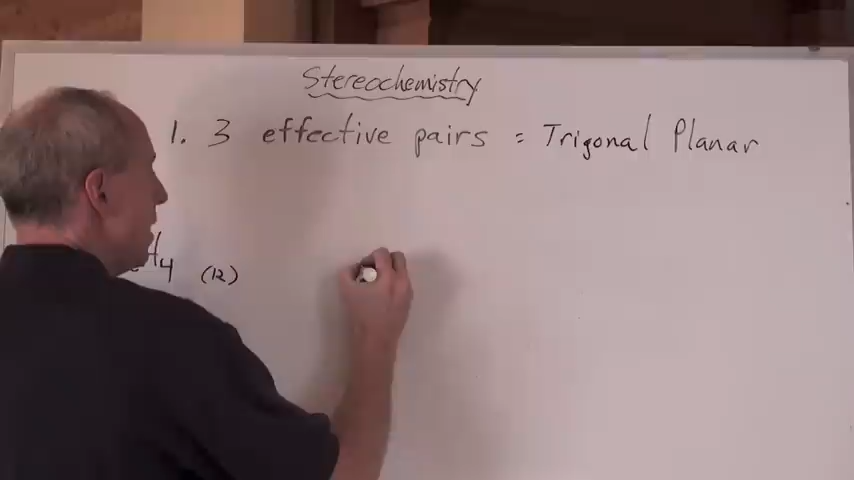 Stereochemistry
1. 3 effective pairs = Trigonal Planar
H4 (12)